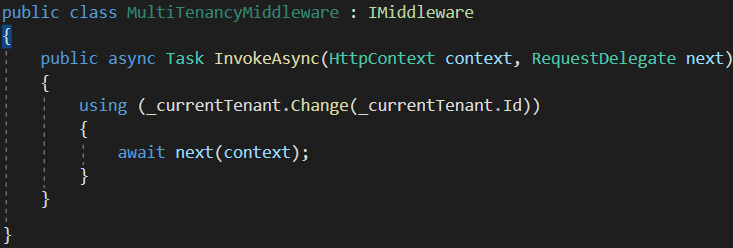 public class MultiTenancyMiddleware : IMiddleware
{
    public async Task InvokeAsync(HttpContext context, RequestDelegate next)
    {
        using (_currentTenant.Change(_currentTenant.Id))
        {
            await next(context);
        }
    }
}